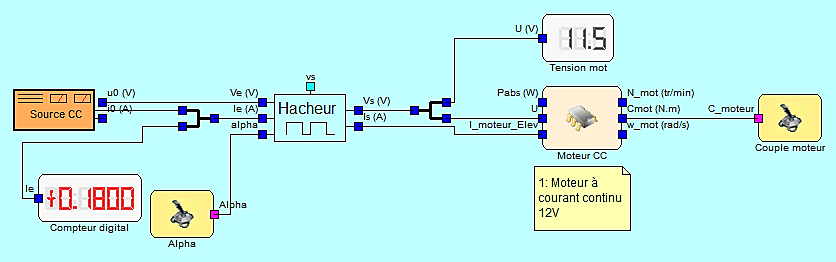 vs
U (V)
11.5
Tension mot
u0 (V)
i0 (A)
Source CC
Ve (V)
Ie (A)
alpha
Hacheur
Vs (V)
Is (A)
Pabs (W)
U
I_moteur_Elev
Moteur CC
N_mot (tr/min)
Cmot (N.m)
w_mot (rad/s)
C_moteur
Couple moteur
Ie
+0.1800
Compteur digital
Alpha
Alpha
1: Moteur à
courant continu
12V